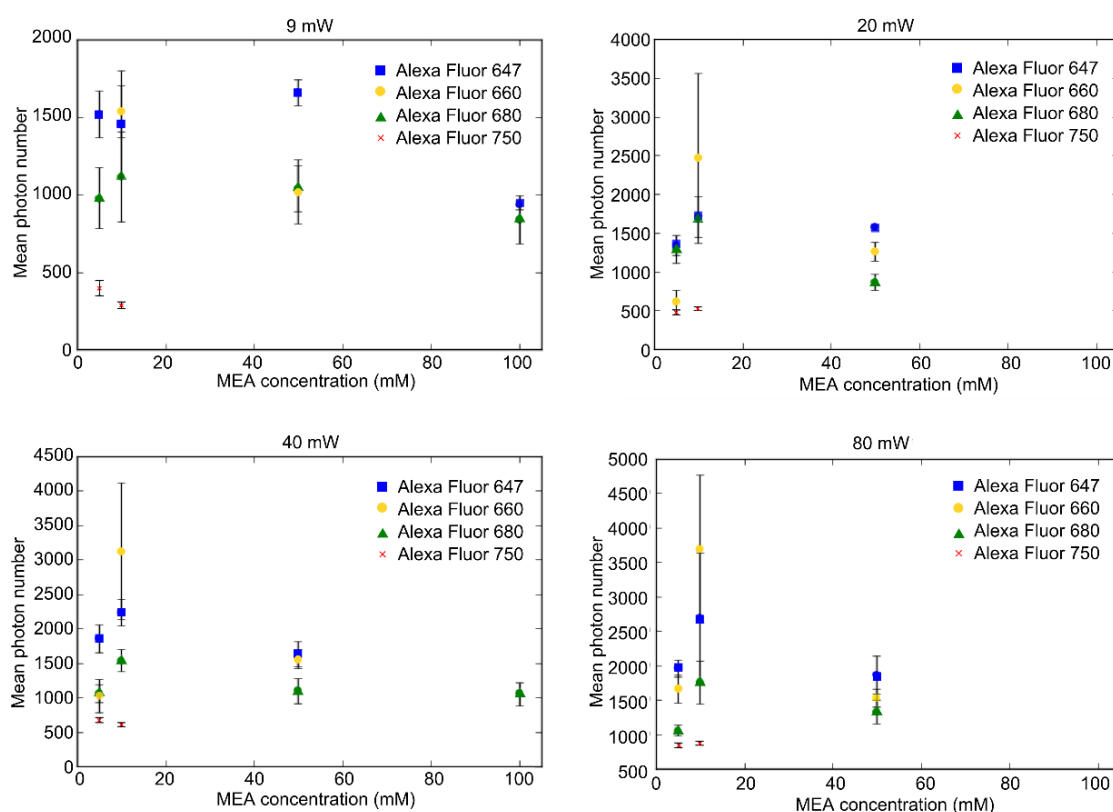 9 mW
2000
1500
1000
500
0
Mean photon number
Alexa Fluor 647
Alexa Fluor 660
Alexa Fluor 680
Alexa Fluor 750
0 20 40 60 80 100
MEA concentration (mM)
20 mW
4000
3500
3000
2500
2000
1500
1000
500
0
Mean photon number
Alexa Fluor 647
Alexa Fluor 660
Alexa Fluor 680
Alexa Fluor 750
0 20 40 60 80 100
MEA concentration (mM)
40 mW
4500
4000
3500
3000
2500
2000
1500
1000
500
0
Mean photon number
Alexa Fluor 647
Alexa Fluor 660
Alexa Fluor 680
Alexa Fluor 750
0 20 40 60 80 100
MEA concentration (mM)
80 mW
5000
4500
4000
3500
3000
2500
2000
1500
1000
500
Mean photon number
Alexa Fluor 647
Alexa Fluor 660
Alexa Fluor 680
Alexa Fluor 750
0 20 40 60 80 100
MEA concentration (mM)